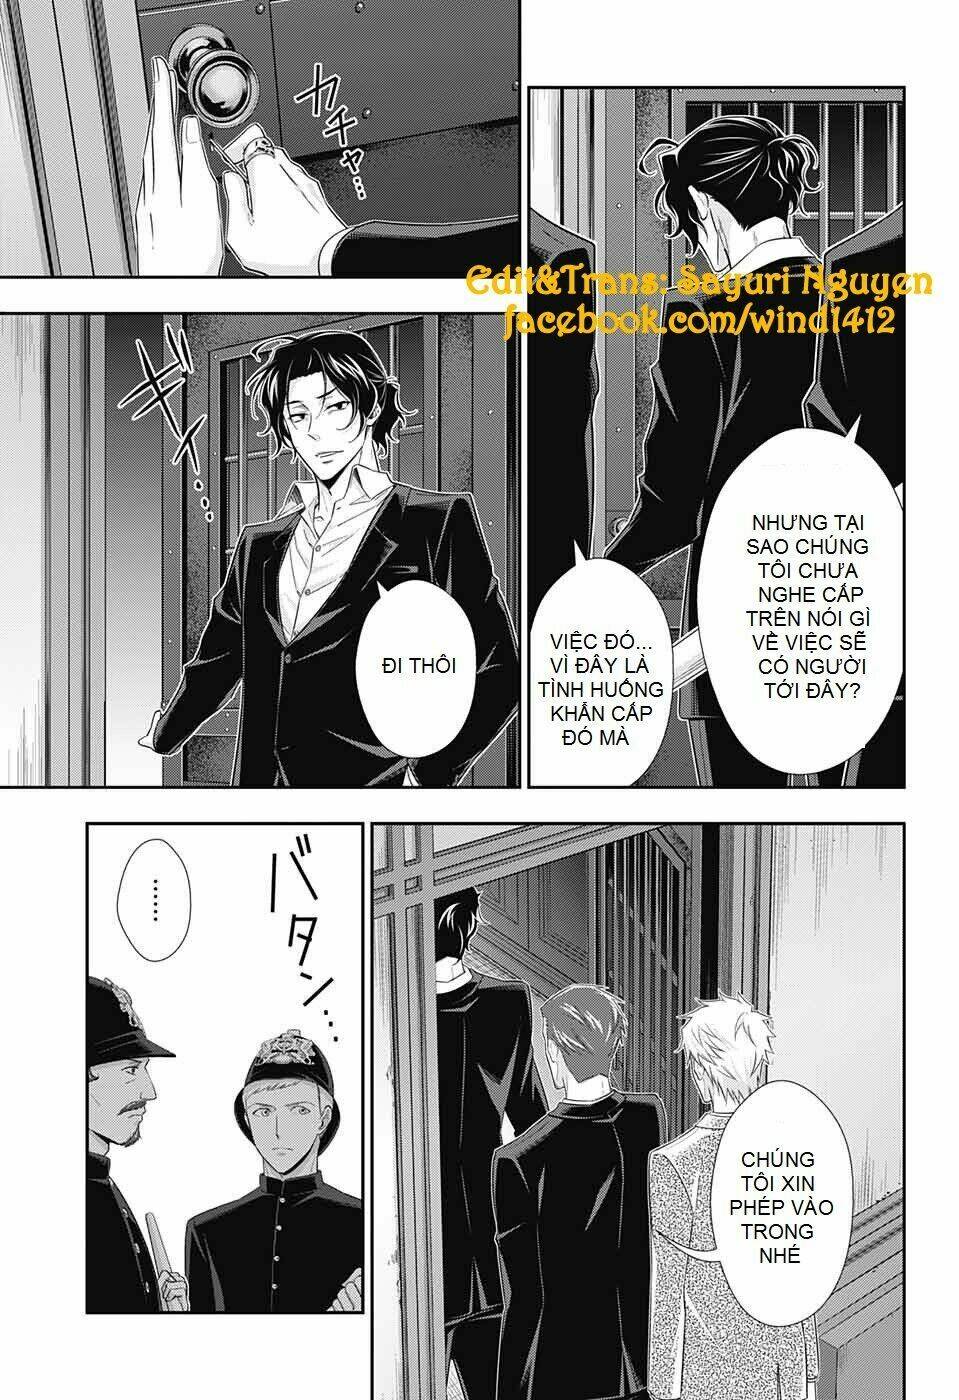 Edit&Trans: Sayuri Nguyen
facebook.com/wind1412
NHƯNG TẠI
SAO CHÚNG
TÔI CHƯA
NGHE CẤP
TRÊN NÓI GÌ
VỀ VIỆC SẼ
CÓ NGƯỜI
TỚI ĐÂY?
VIỆC ĐÓ...
VÌ ĐÂY LÀ
TÌNH HUỐNG
KHẨN CẤP
ĐÓ MÀ
ガチャ…
ギィ…
ĐI THÔI
CHÚNG
TÔI XIN
PHÉP VÀO
TRONG
NHÉ
バタン…
……